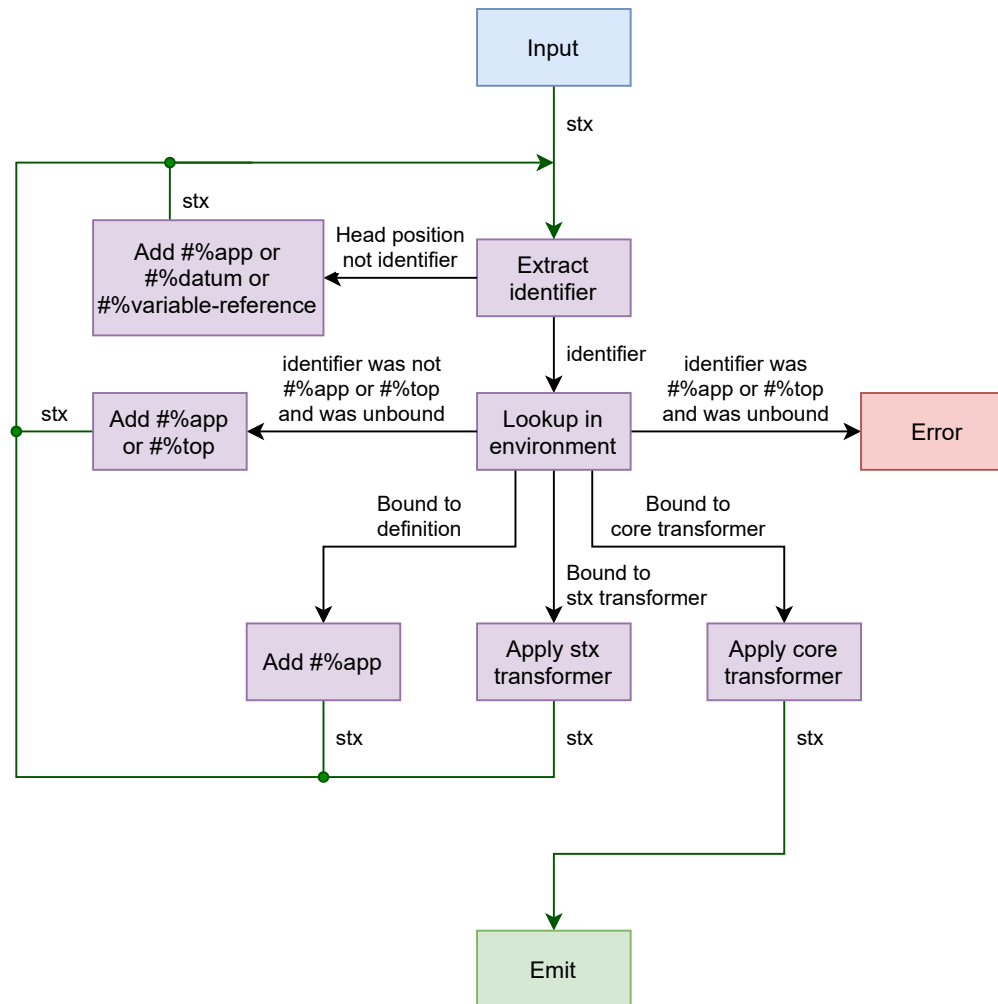 Input
stx
stx
Head position
not identifier
Add #%app or
#%datum or
#%variable-reference
Extract
identifier
identifier
identifier was not
#%app or #%top
and was unbound
identifier was
#%app or #%top
and was unbound
stx
Add #%app
or #%top
Lookup in
environment
Error
Bound to
definition
Bound to
core transformer
Bound to
stx transformer
Add #%app
Apply stx
transformer
Apply core
transformer
stx
stx
stx
Emit